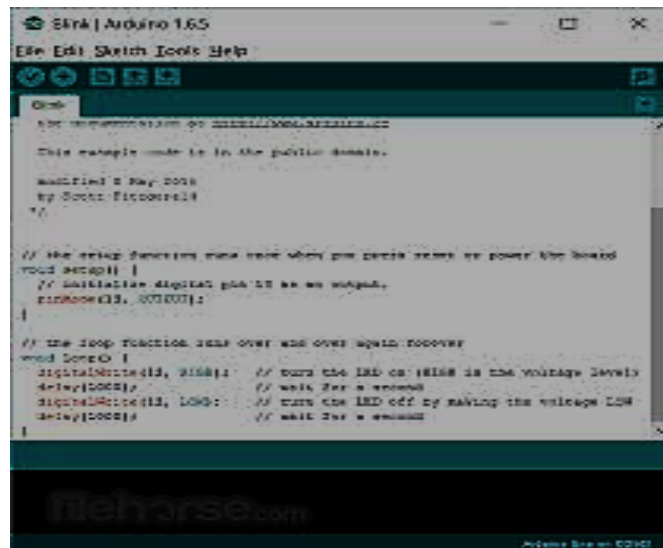 Blink | Arduino 1.6.5
File Edit Sketch Tools Help
Blink
This example code is in the public domain.
modified 8 May 2014
by Scott Fitzgerald
*/
// the setup function runs once when you press reset or power the board
void setup() {
// initialize digital pin 13 as an output.
pinMode(13, OUTPUT);
}
// the loop function runs over and over again forever
void loop() {
digitalWrite(13, HIGH); // turn the LED on (HIGH is the voltage level)
delay(1000); // wait for a second
digitalWrite(13, LOW); // turn the LED off by making the voltage LOW
delay(1000); // wait for a second
}
filehorse.com